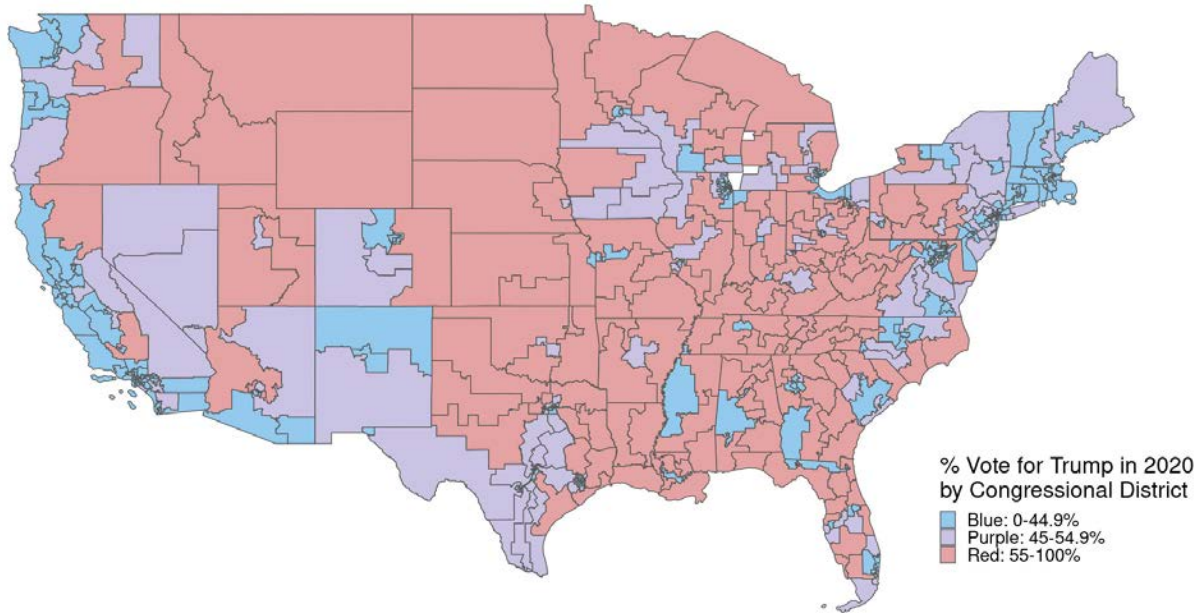 % Vote for Trump in 2020
by Congressional District
Blue: 0-44.9%
Purple: 45-54.9%
Red: 55-100%